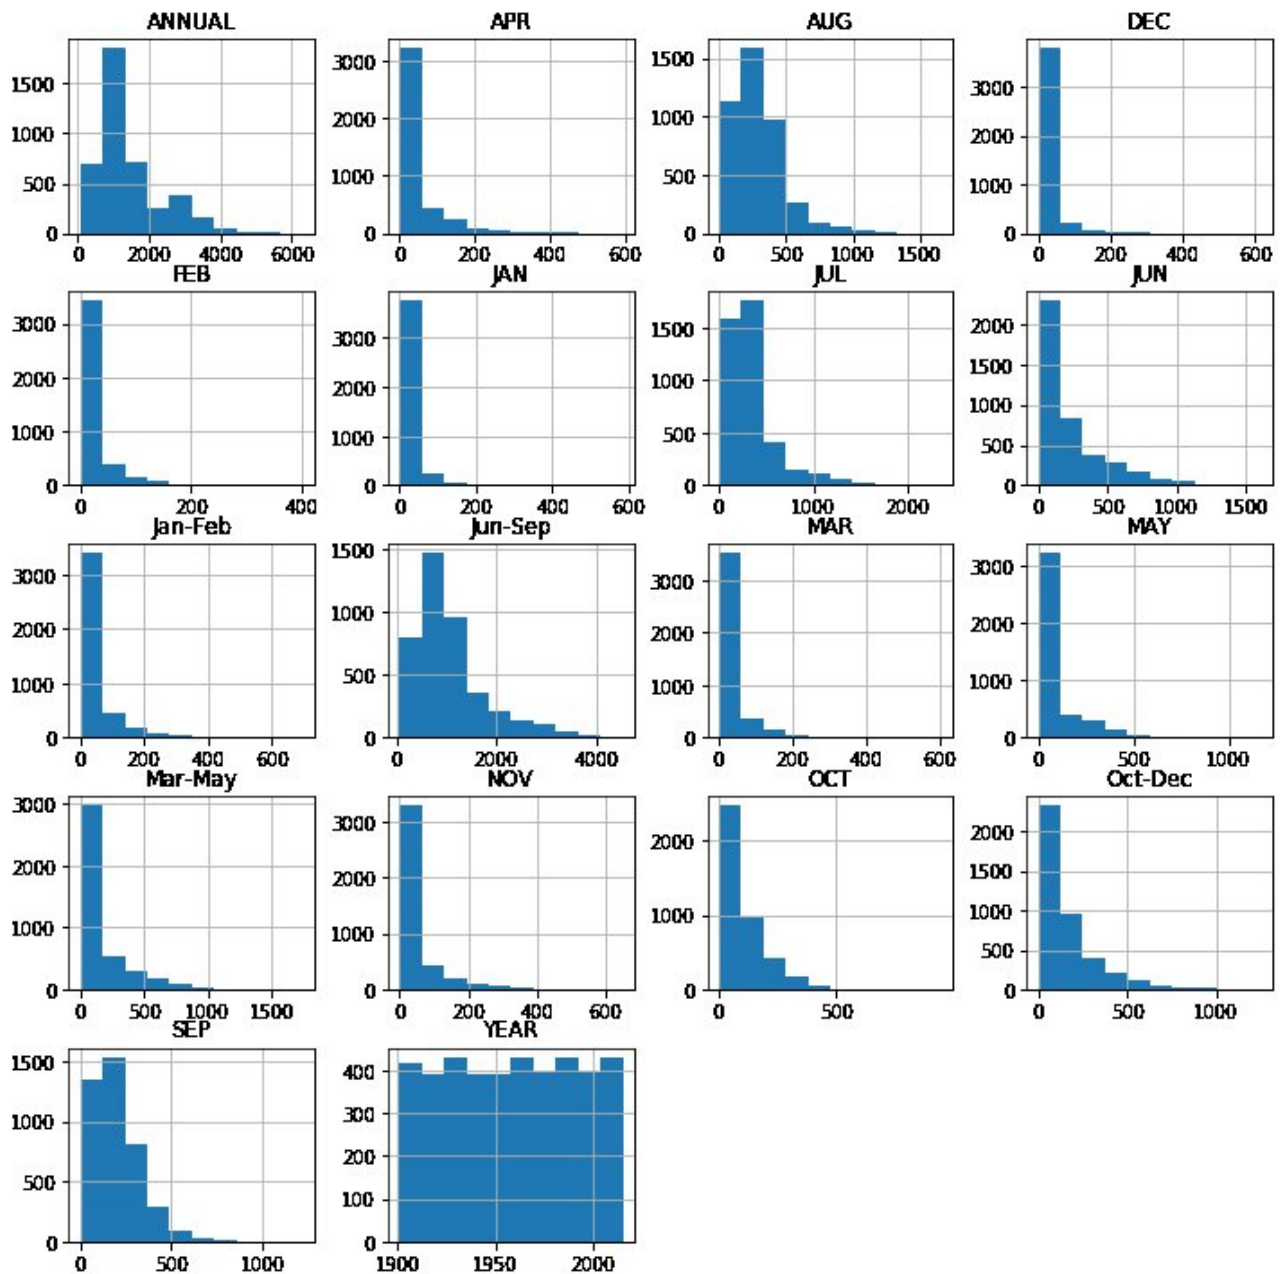 ANNUAL APR AUG DEC
1500 3000 1500 3000
1000 2000 1000 2000
500 1000 500 1000
0 0 0 0
0 2000 4000 6000 0 200 400 600 0 500 1000 1500 0 200 400 600
FEB JAN JUL JUN
3000 3000 1500 2000
2000 2000 1000 1500
1000 1000 500 1000
0 0 0 500
0
0 200 400 0 200 400 600 0 1000 2000 0 500 1000 1500
Jan-Feb Jun-Sep MAR MAY
3000 1500 3000 3000
2000 1000 2000 2000
1000 500 1000 1000
0 0 0 0
0 200 400 600 0 2000 4000 0 200 400 600 0 500 1000
Mar-May NOV OCT Oct-Dec
3000 3000 2000 2000
2000 2000 1000 1500
1000 1000 0 1000
0 0 500
0
0 500 1000 1500 0 200 400 600 0 500 0 500 1000
SEP YEAR
1500 400
1000 300
500 200
0 100
0
0 500 1000 1900 1950 2000